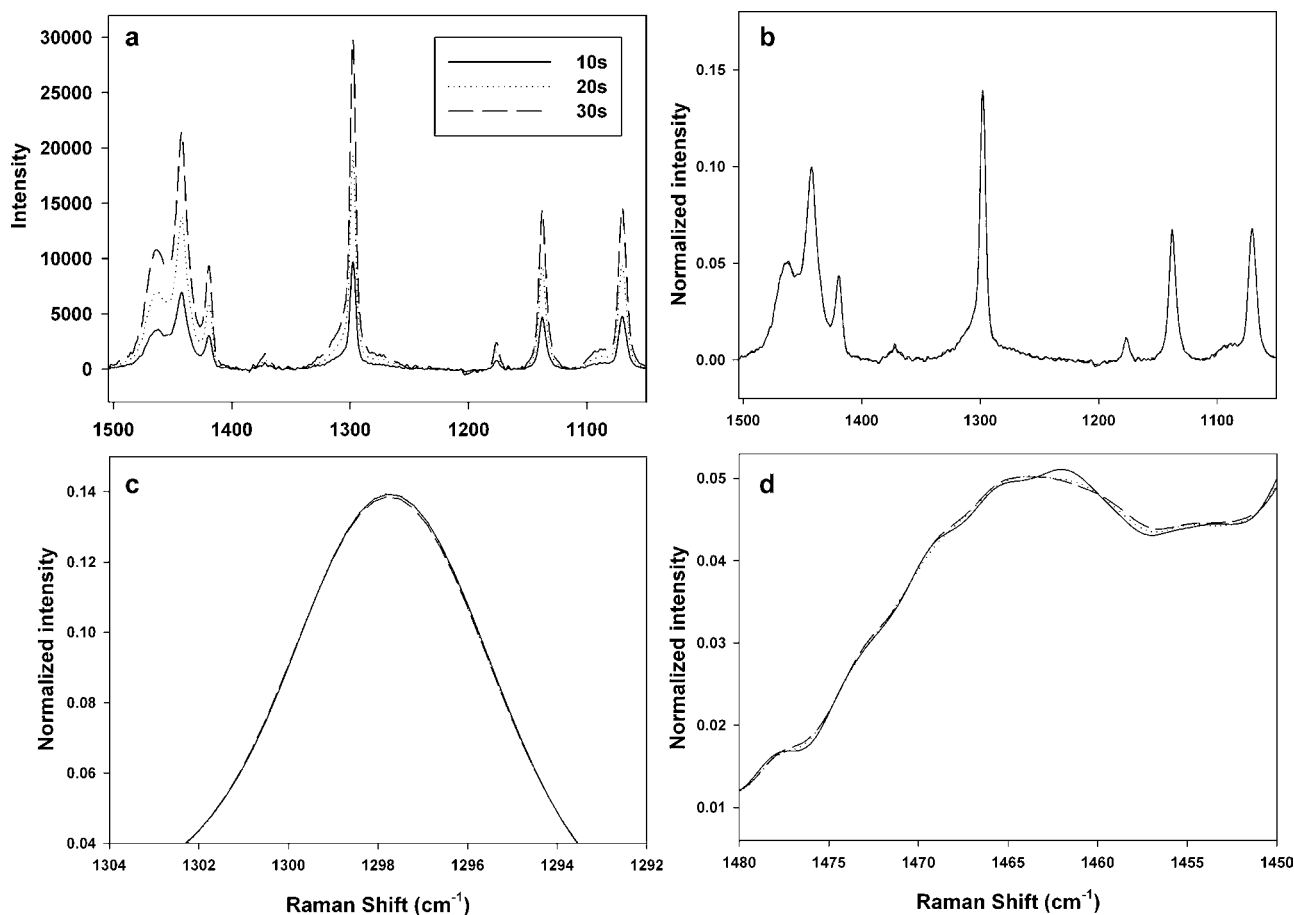 a
30000
25000
20000
15000
10000
5000
0
Intensity
10s
20s
30s
1500 1400 1300 1200 1100
b
0.15
0.10
0.05
0.00
Normalized intensity
1500 1400 1300 1200 1100
c
0.14
0.12
0.10
0.08
0.06
0.04
Normalized intensity
1304 1302 1300 1298 1296 1294 1292
Raman Shift (cm⁻¹)
d
0.05
0.04
0.03
0.02
0.01
Normalized intensity
1480 1475 1470 1465 1460 1455 1450
Raman Shift (cm⁻¹)